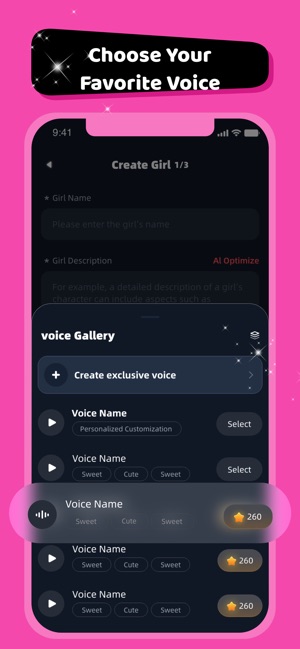 Choose Your
Favorite Voice
9:41
Create Girl 1/3
★ Girl Name
Please enter the girl's name
★ Girl Description
AI Optimize
For example, a detailed description of a girl's
character can include aspects such as
voice Gallery
Create exclusive voice
Voice Name
Personalized Customization
Select
Voice Name
Sweet Cute Sweet
Select
Voice Name
Sweet Cute Sweet
260
Voice Name
Sweet Cute Sweet
260
Voice Name
Sweet Cute Sweet
260